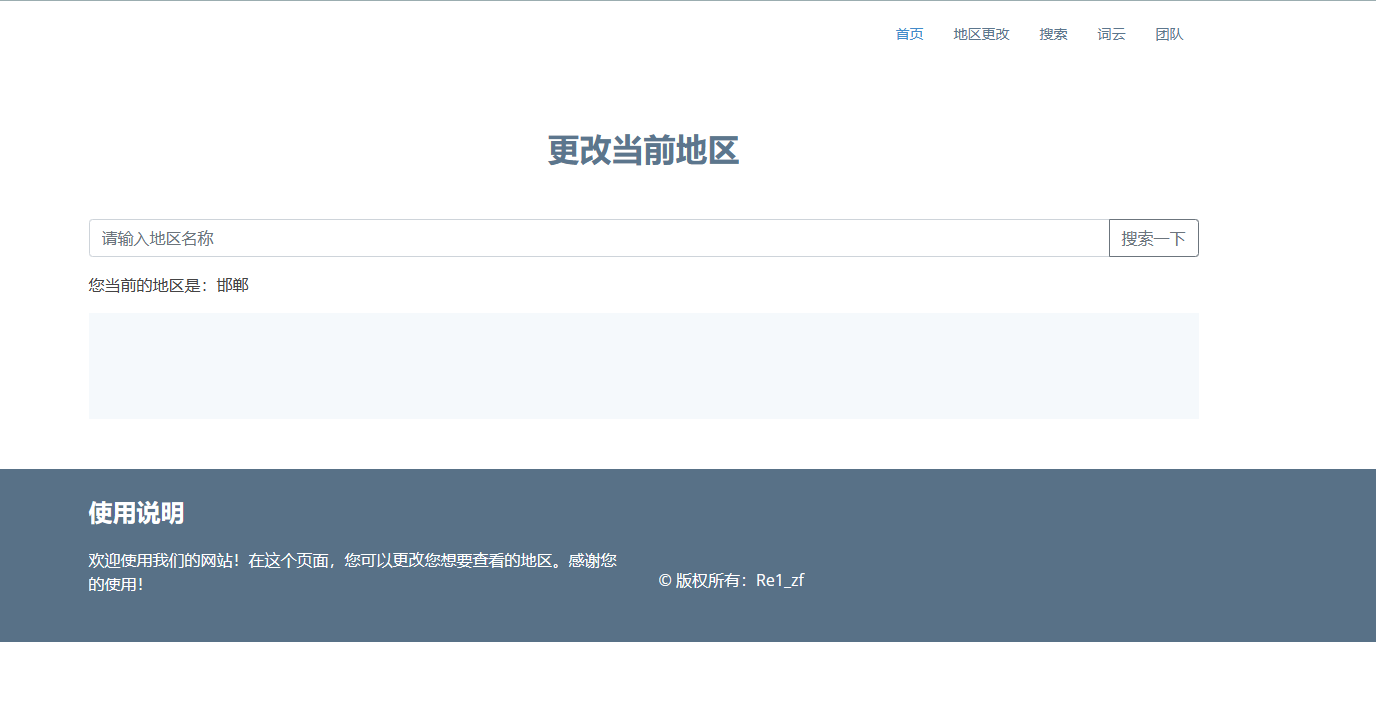 首页 地区更改 搜索 词云 团队
更改当前地区
请输入地区名称 搜索一下
您当前的地区是：邯郸
使用说明
欢迎使用我们的网站！在这个页面，您可以更改您想要查看的地区。感谢您
的使用！
© 版权所有：Re1_zf